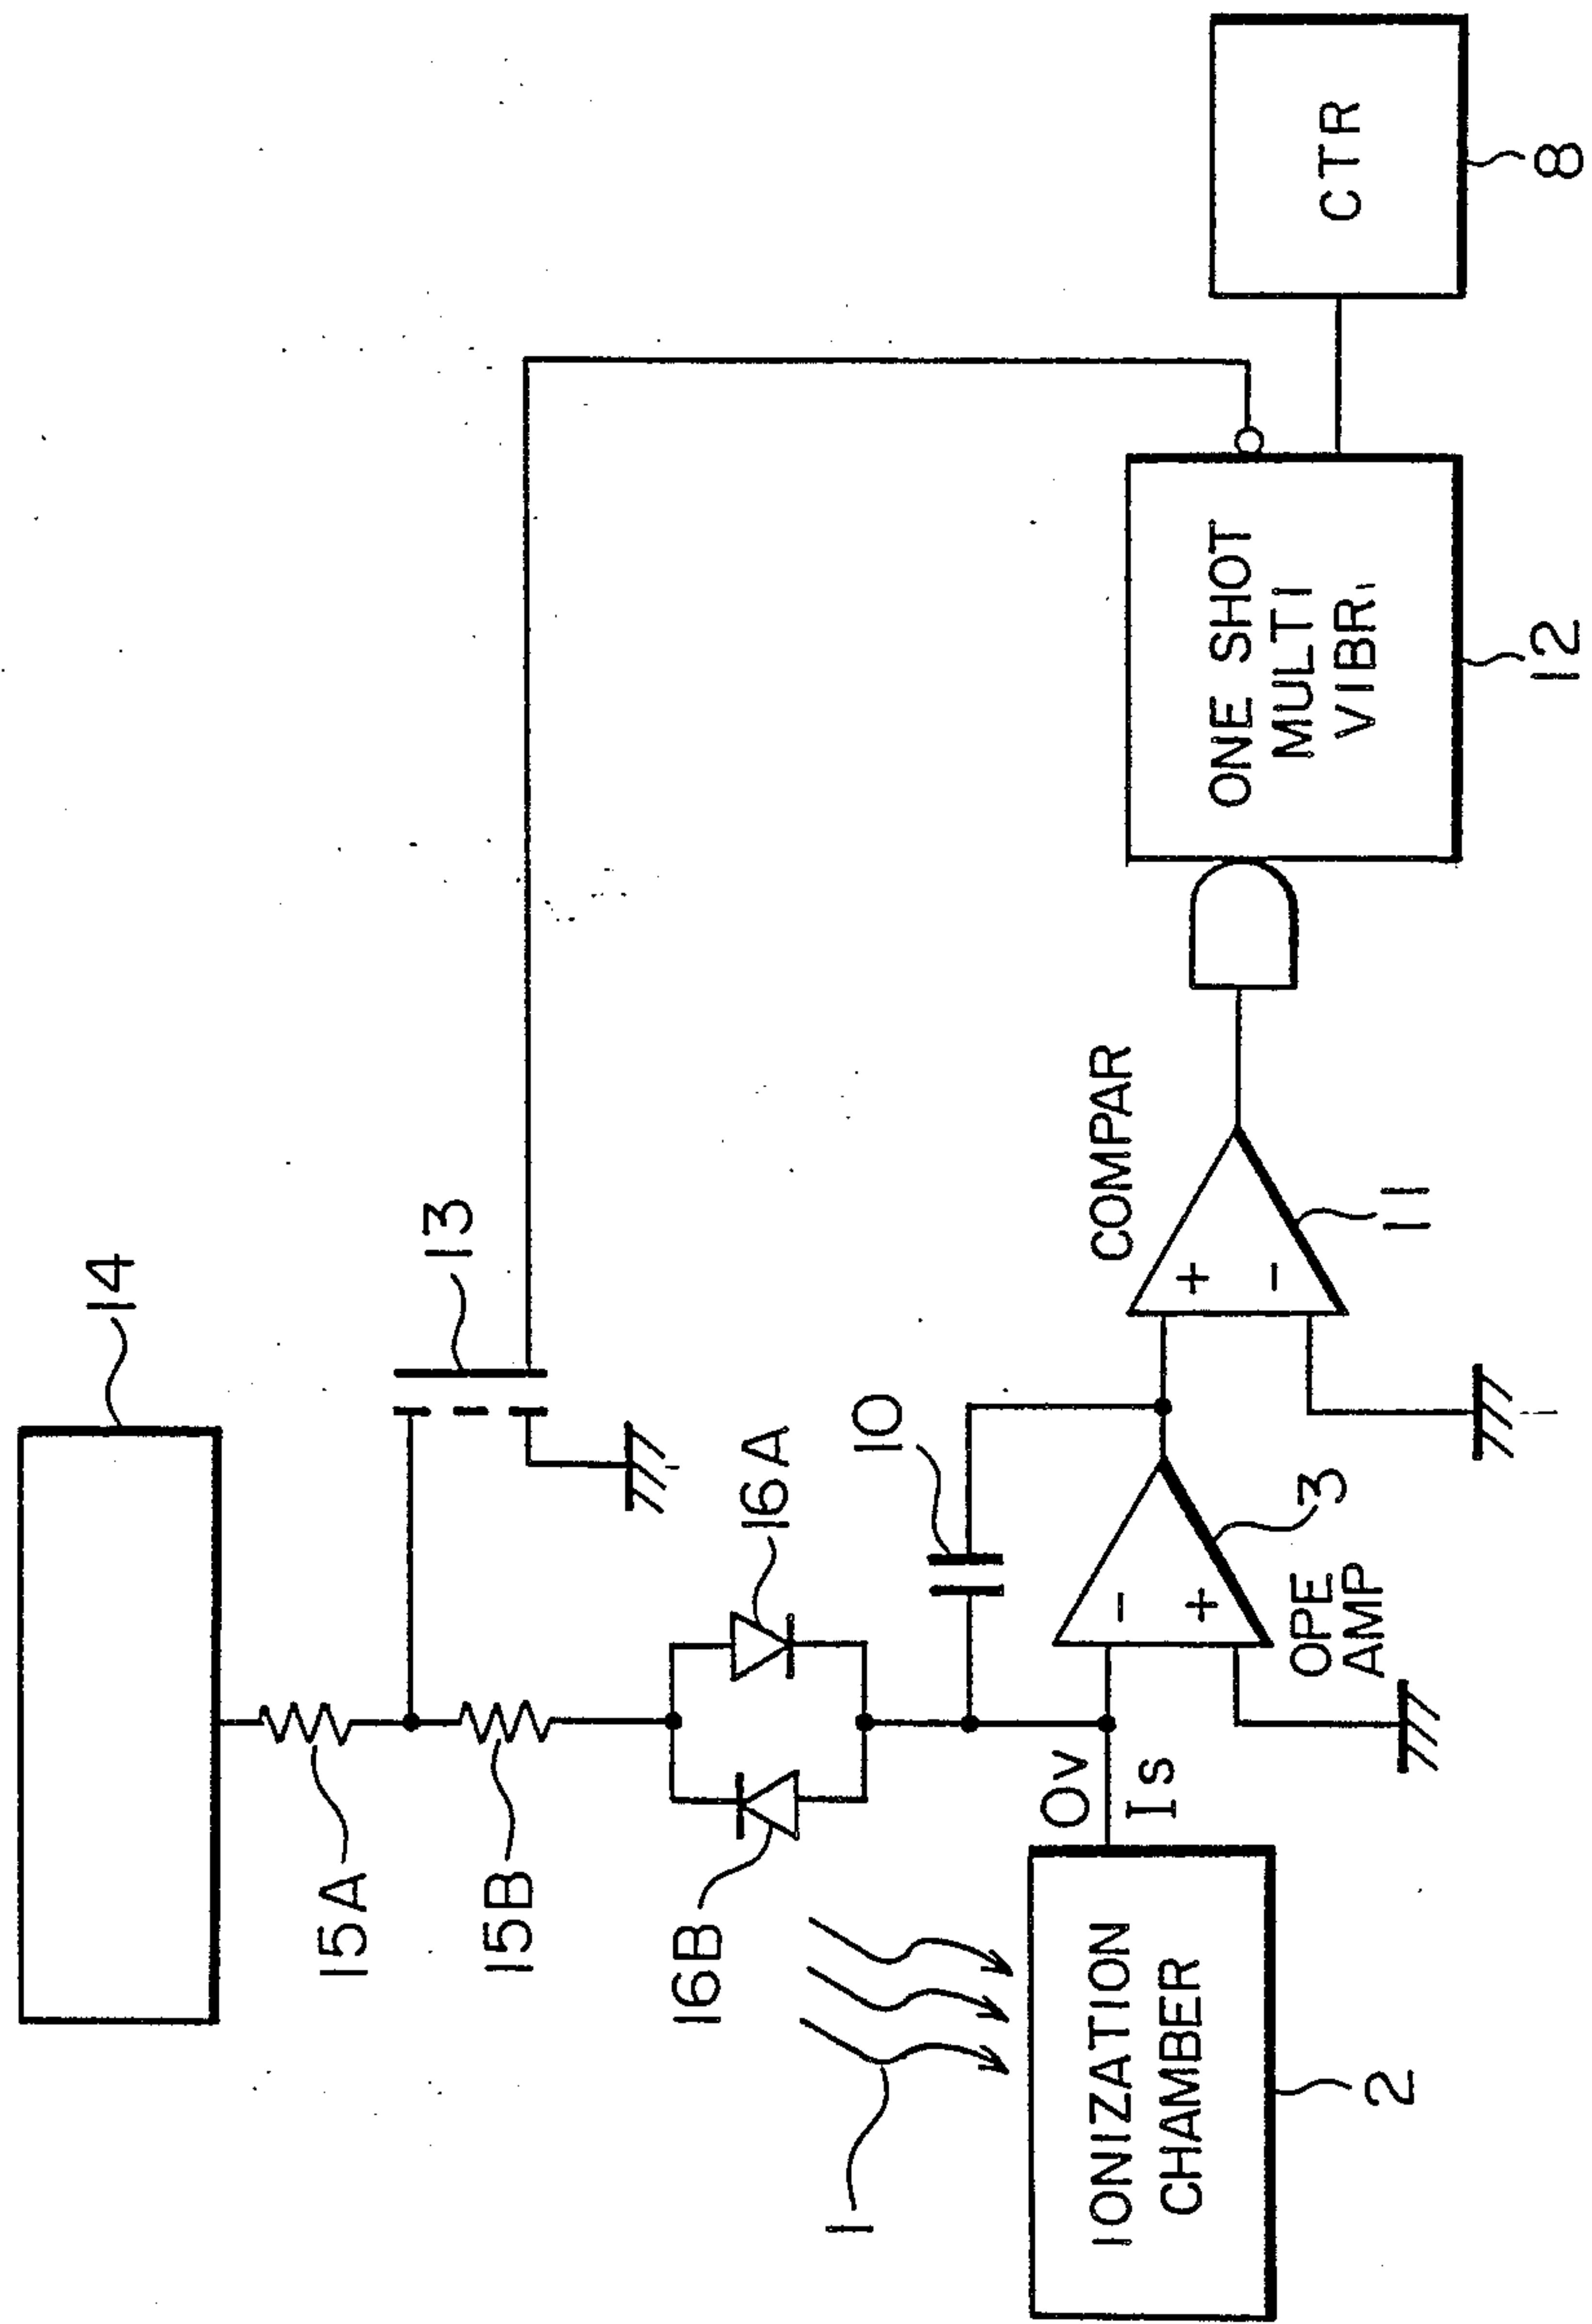 14
15A
13
15B
16B
16A
10
1
IONIZATION
CHAMBER
2
0V
Is
-
+
OPE
AMP
3
COMPAR
+
-
11
ONE SHOT
MULTI
VIBR.
12
CTR
8